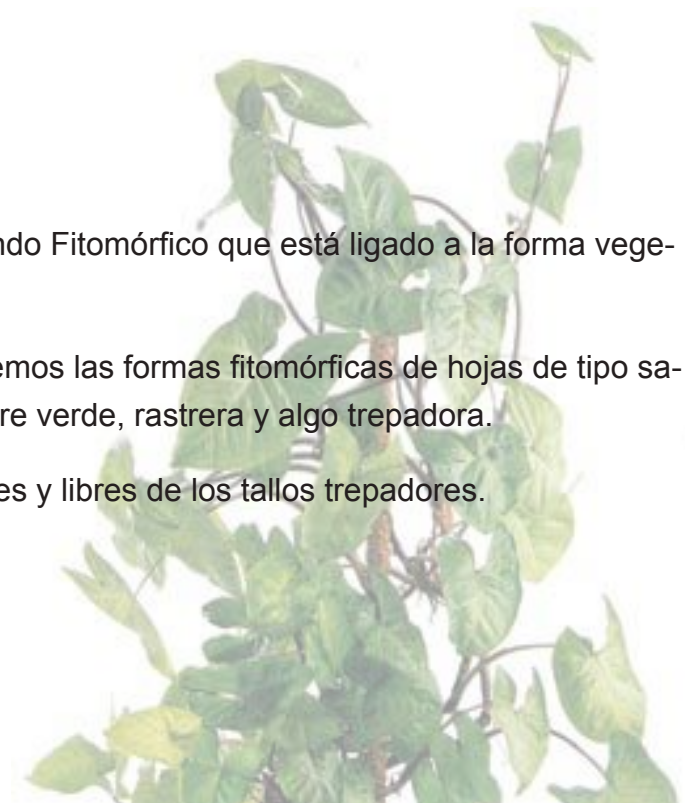 ndo Fitomórfico que está ligado a la forma vege-
emos las formas fitomórficas de hojas de tipo sa-
re verde, rastrera y algo trepadora.
es y libres de los tallos trepadores.